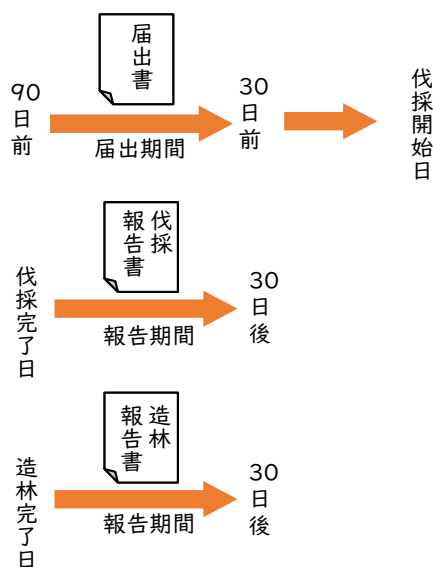 90日前
届出書
届出期間
30日前
伐採開始日
伐採完了日
伐採
報告書
報告期間
30日後
造林完了日
造林
報告書
報告期間
30日後